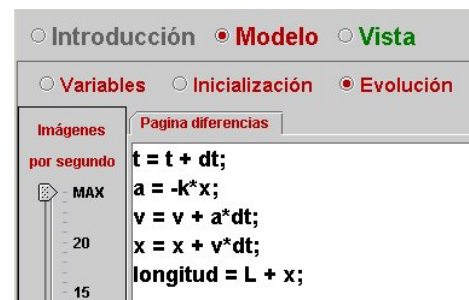 Introducción Modelo Vista
Variables Inicialización Evolución
Imágenes
por segundo
MAX
20
15
Pagina diferencias
t = t + dt;
a = -k*x;
v = v + a*dt;
x = x + v*dt;
longitud = L + x;